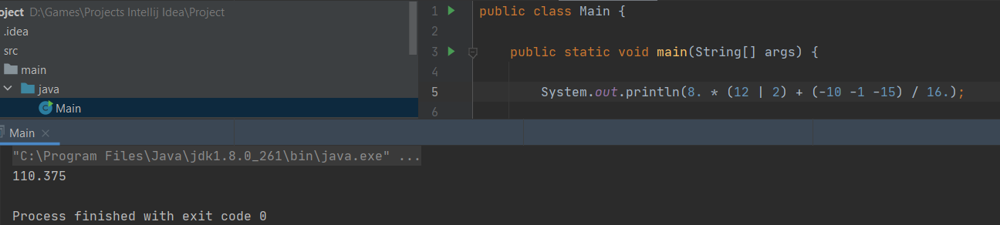 oject D:\Games\Projects Intellij Idea\Project
.idea
src
main
java
Main
1 public class Main {
2
3 public static void main(String[] args) {
4
5 System.out.println(8. * (12 | 2) + (-10 -1 -15) / 16.);
6
Main
"C:\Program Files\Java\jdk1.8.0_261\bin\java.exe" ...
110.375
Process finished with exit code 0